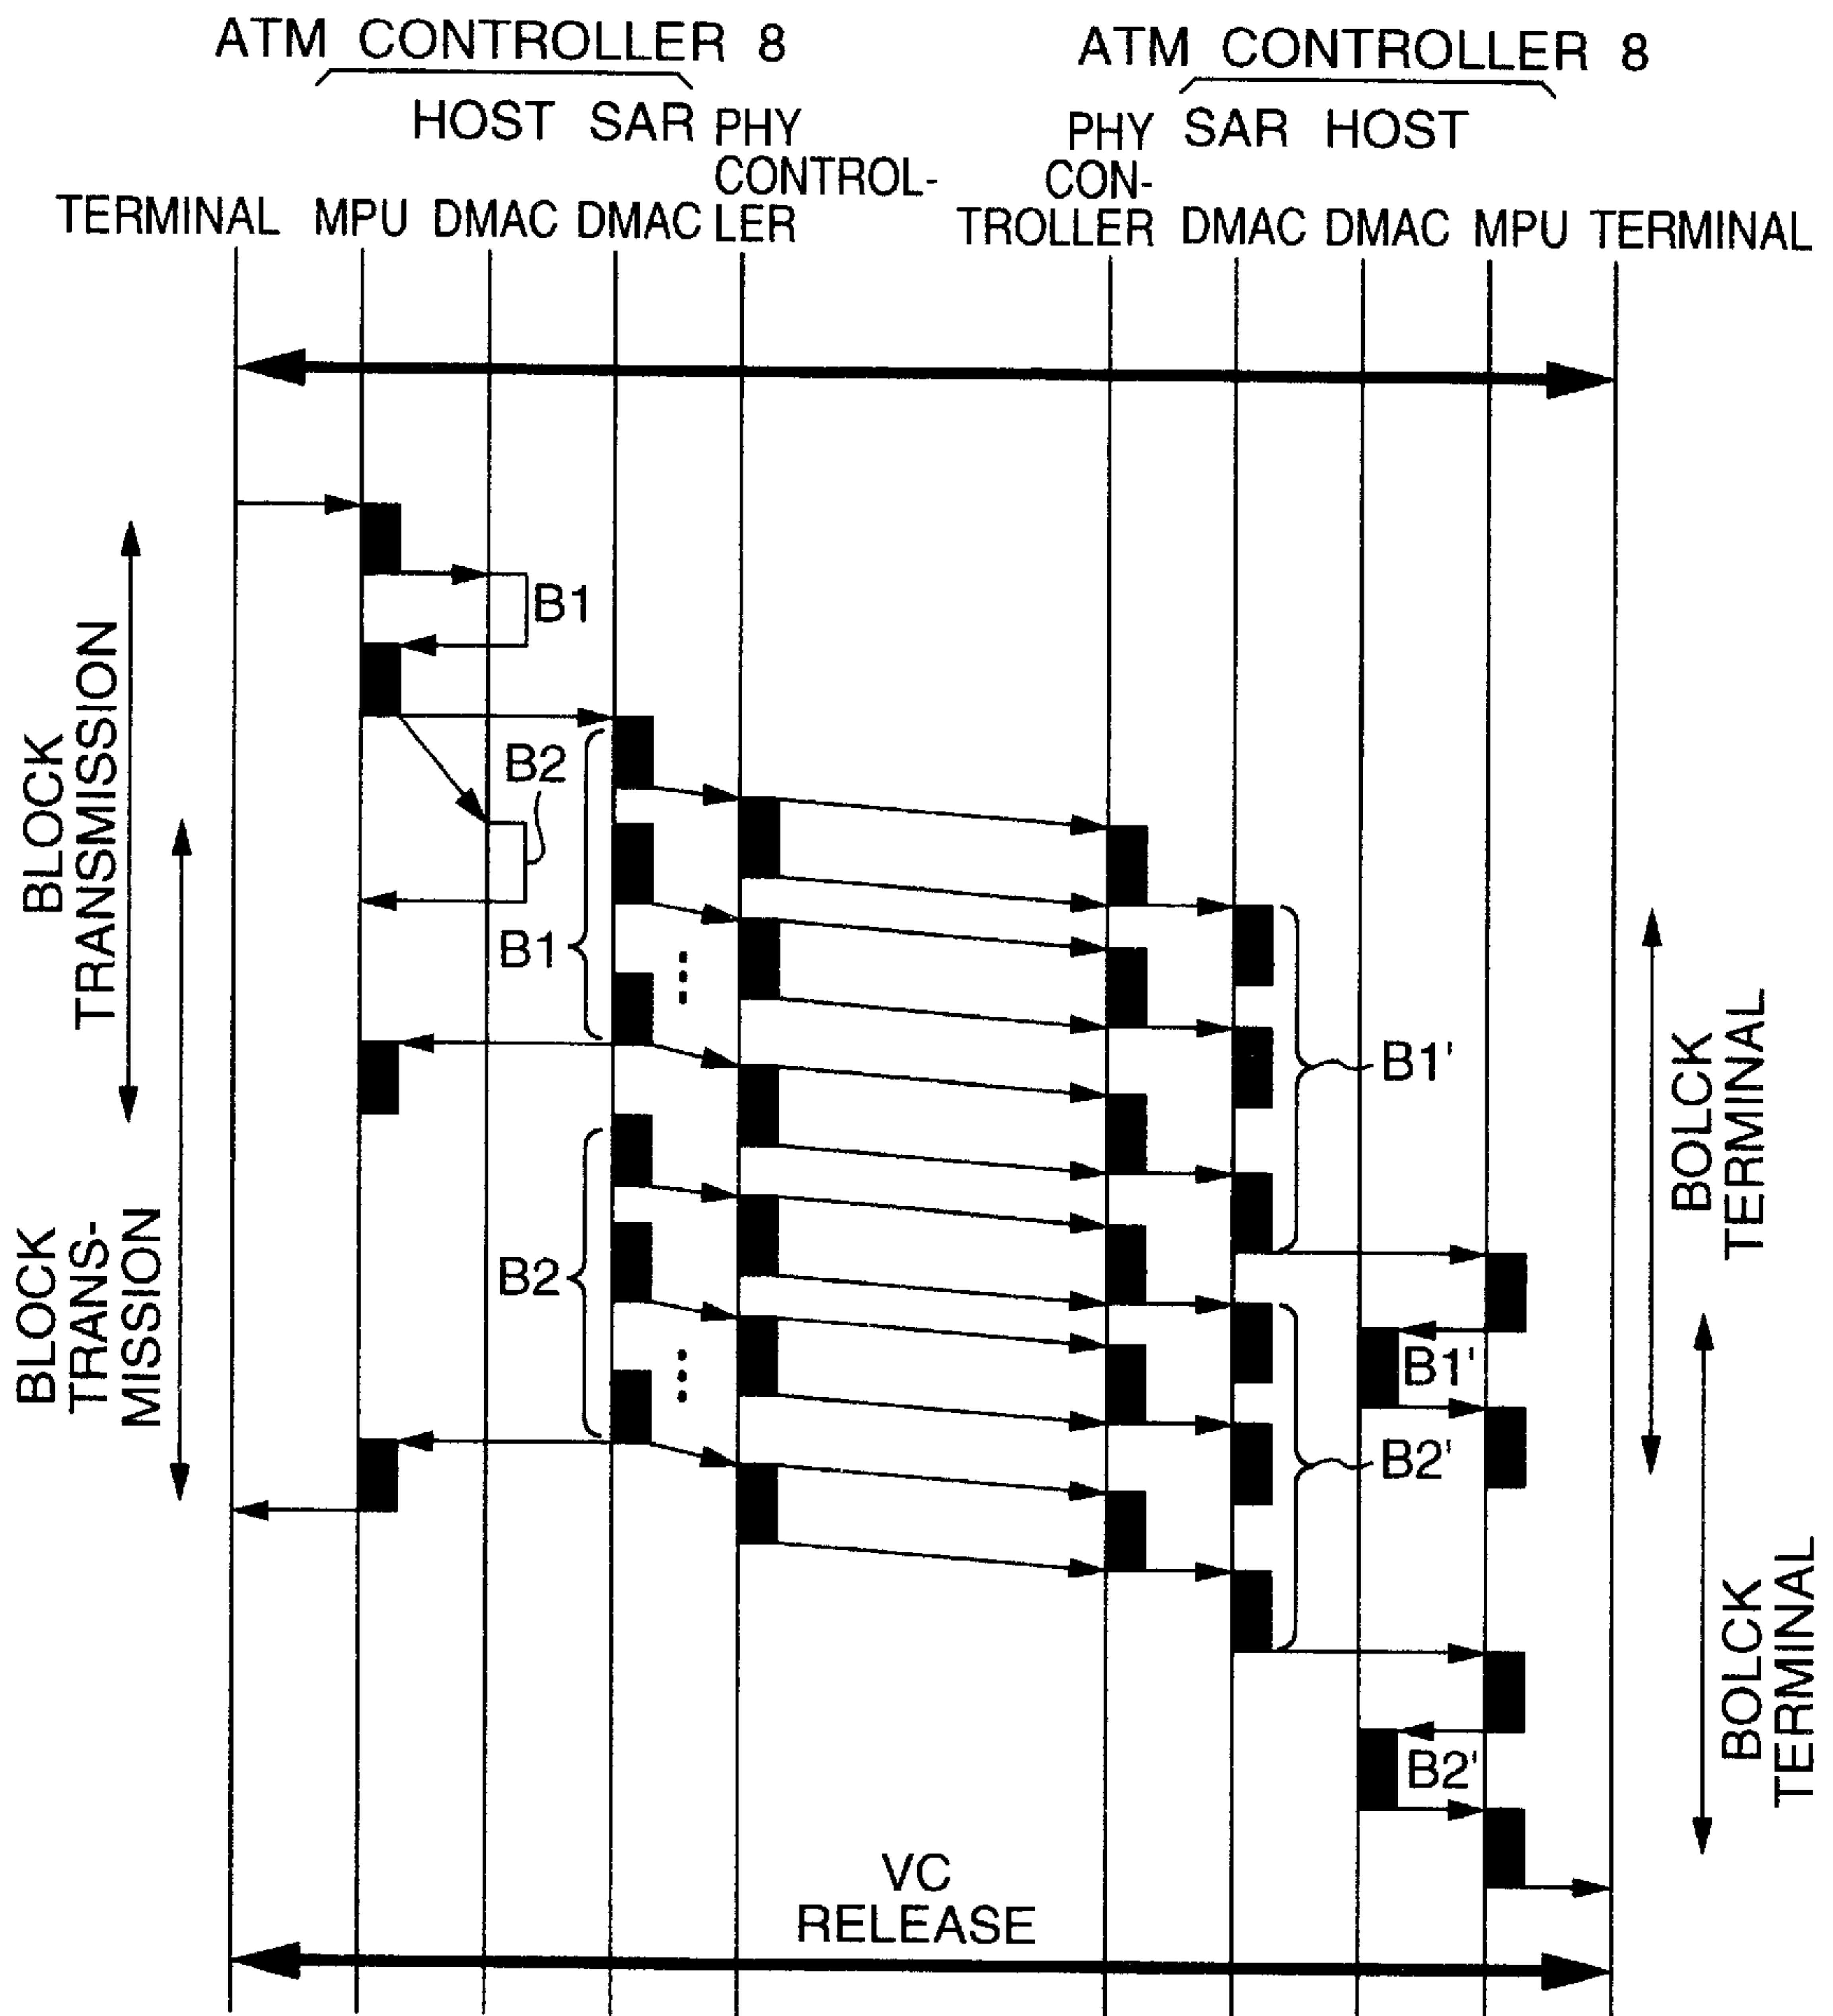 ATM CONTROLLER 8
ATM CONTROLLER 8
HOST SAR PHY
CONTROL-
PHY SAR HOST
CON-
TERMINAL MPU DMAC DMAC LER
TROLLER DMAC DMAC MPU TERMINAL
B1
B2
B1
B2
BLOCK
TRANSMISSION
BLOCK
TRANS-
MISSION
B1'
B1'
B2'
B2'
BOLCK
TERMINAL
BOLCK
TERMINAL
VC
RELEASE